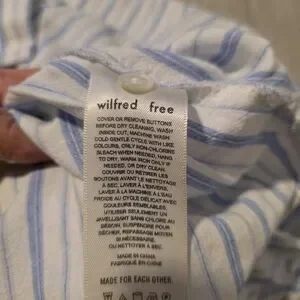 wilfred free
COVER OR REMOVE BUTTONS
BEFORE DRY CLEANING. WASH
INSIDE OUT, MACHINE WASH
COLD GENTLE CYCLE WITH LIKE
COLOURS, ONLY NON-CHLORINE
BLEACH WHEN NEEDED, HANG
TO DRY, WARM IRON ONLY IF
NEEDED, OR DRY CLEAN.
COUVREZ OU RETIREZ LES
BOUTONS AVANT LE NETTOYAGE
À SEC. LAVER À L'ENVERS,
LAVER À LA MACHINE À L'EAU
FROIDE AU CYCLE DÉLICAT AVEC
COULEURS SEMBLABLES,
UTILISER SEULEMENT UN
JAVELLISANT SANS CHLORE AU
BESOIN, SUSPENDRE POUR
SÉCHER, REPASSAGE MOYEN
SI NÉCESSAIRE,
OU NETTOYER À SEC.
MADE IN CHINA
FABRIQUÉ EN CHINE
MADE FOR EACH OTHER.